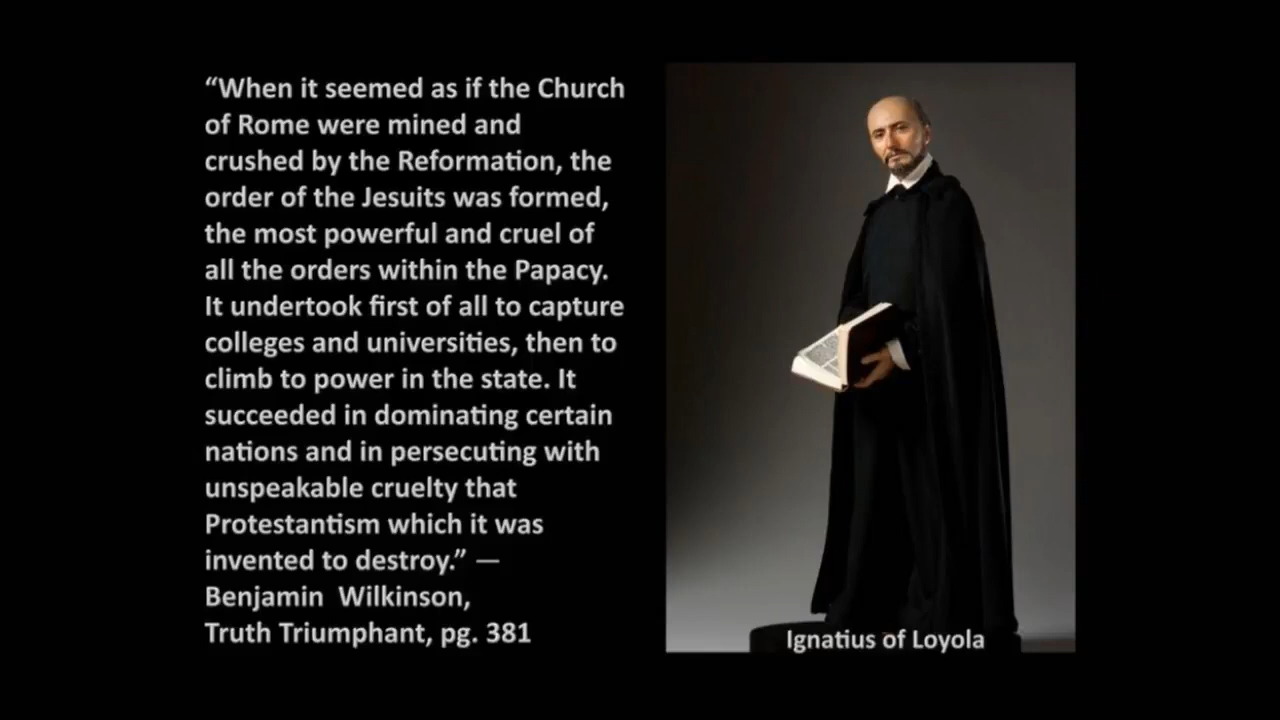 “When it seemed as if the Church
of Rome were mined and
crushed by the Reformation, the
order of the Jesuits was formed,
the most powerful and cruel of
all the orders within the Papacy.
It undertook first of all to capture
colleges and universities, then to
climb to power in the state. It
succeeded in dominating certain
nations and in persecuting with
unspeakable cruelty that
Protestantism which it was
invented to destroy.” —
Benjamin  Wilkinson,
Truth Triumphant, pg. 381
Ignatius of Loyola